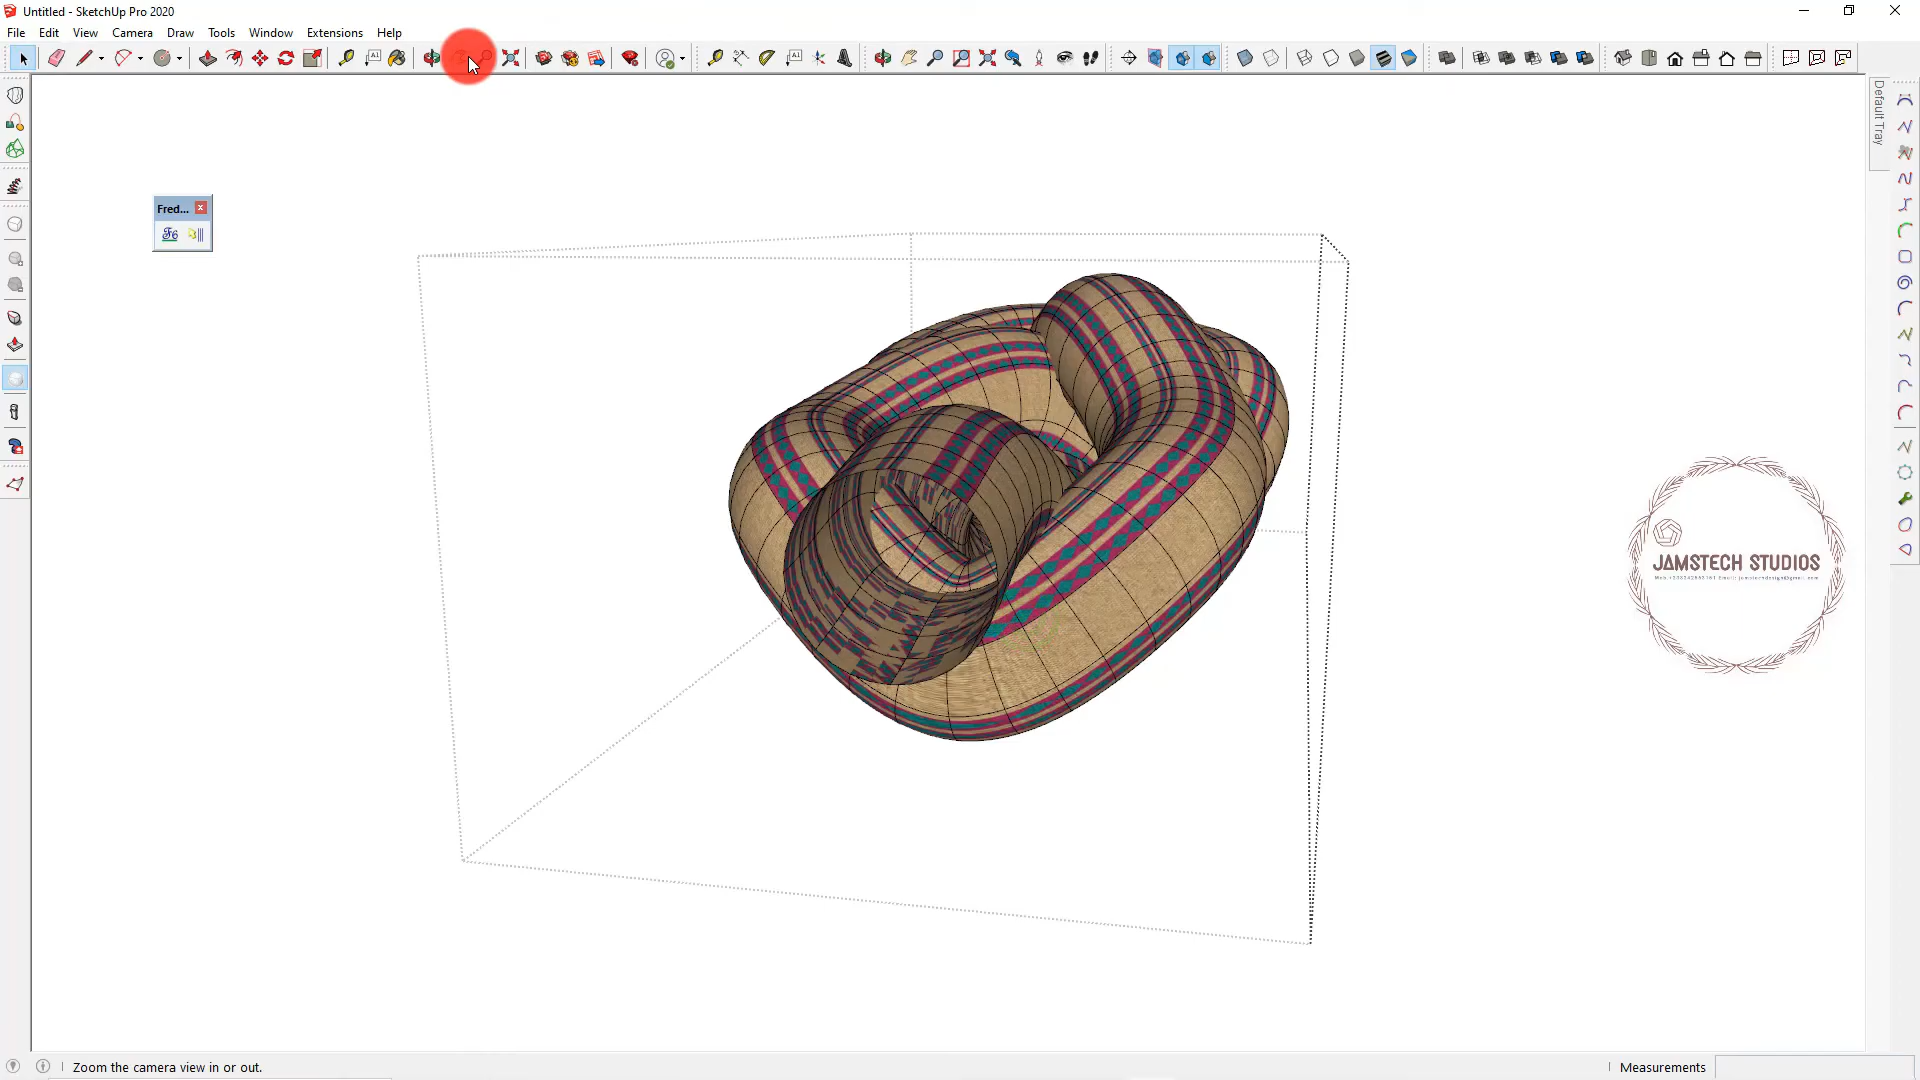 Untitled - SketchUp Pro 2020
File Edit View Camera Draw Tools Window Extensions Help
Default Tray
Fred...
JAMSTECH STUDIOS
Zoom the camera view in or out.
Measurements